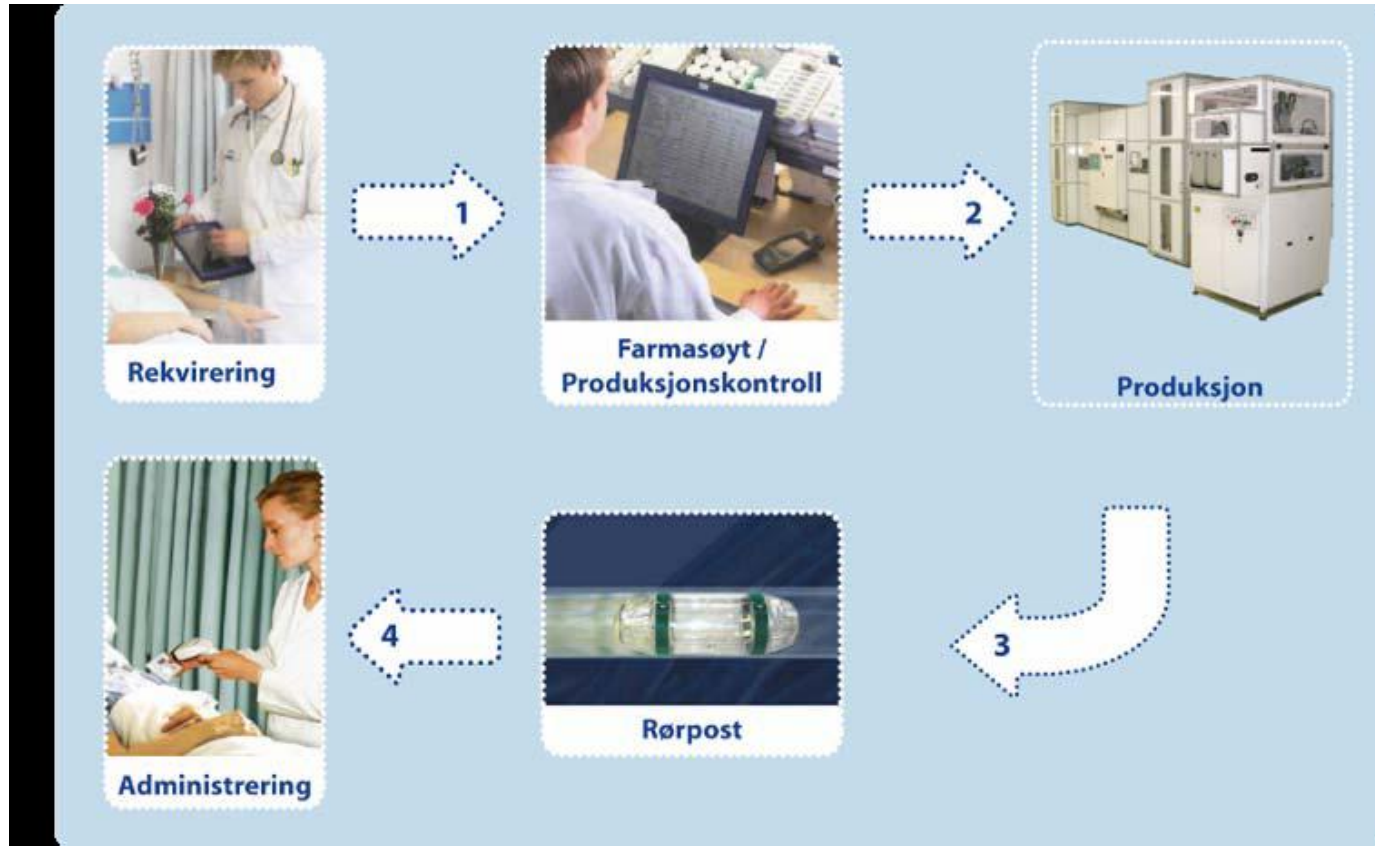 Rekvirering
1
Farmasøyt /
Produksjonskontroll
2
Produksjon
3
Rørpost
4
Administrering